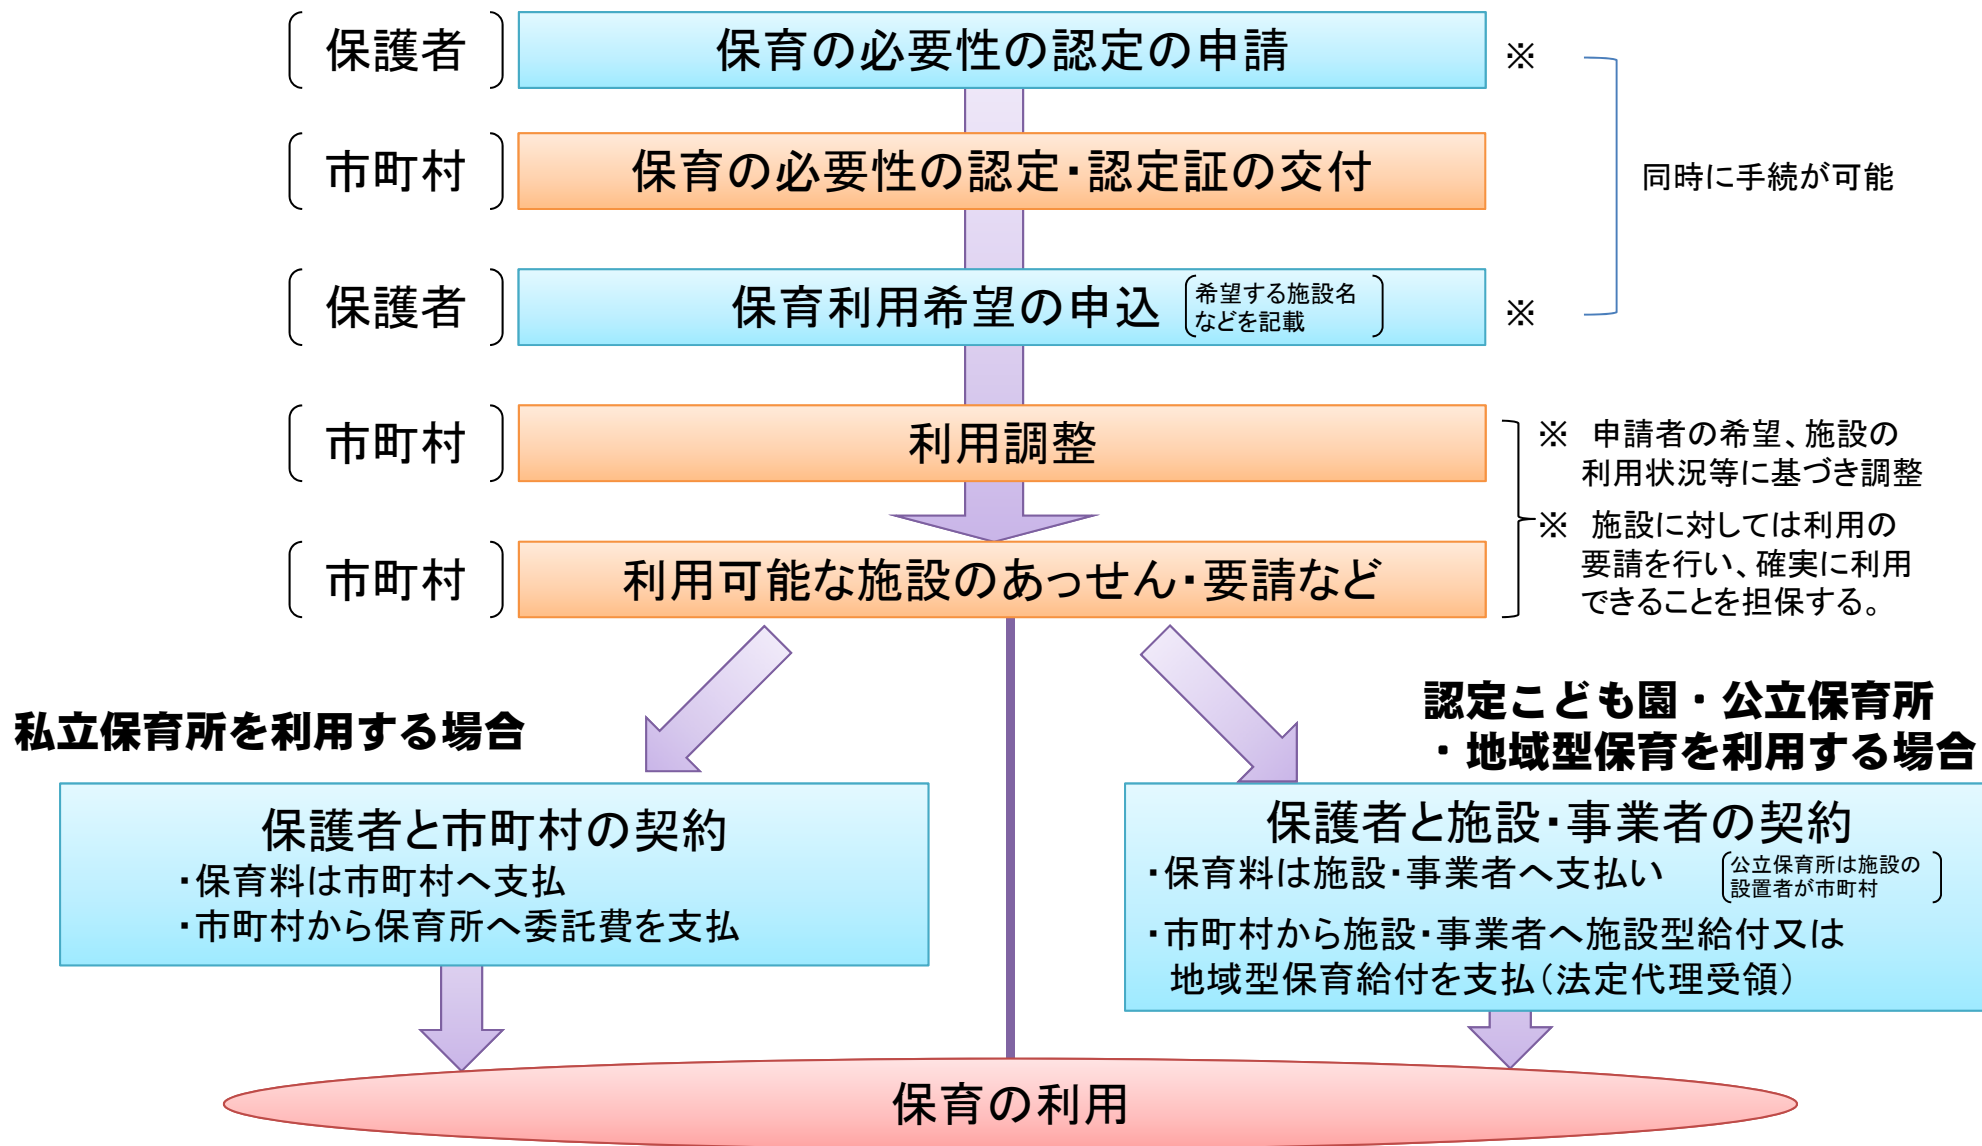 保護者
保育の必要性の認定の申請
※
市町村
保育の必要性の認定・認定証の交付
同時に手続が可能
保護者
保育利用希望の申込
希望する施設名
などを記載
※
市町村
利用調整
※ 申請者の希望、施設の
利用状況等に基づき調整
※ 施設に対しては利用の
要請を行い、確実に利用
できることを担保する。
市町村
利用可能な施設のあっせん・要請など
私立保育所を利用する場合
保護者と市町村の契約
・保育料は市町村へ支払
・市町村から保育所へ委託費を支払
認定こども園・公立保育所
・地域型保育を利用する場合
保護者と施設・事業者の契約
・保育料は施設・事業者へ支払い
公立保育所は施設の
設置者が市町村
・市町村から施設・事業者へ施設型給付又は
地域型保育給付を支払(法定代理受領)
保育の利用